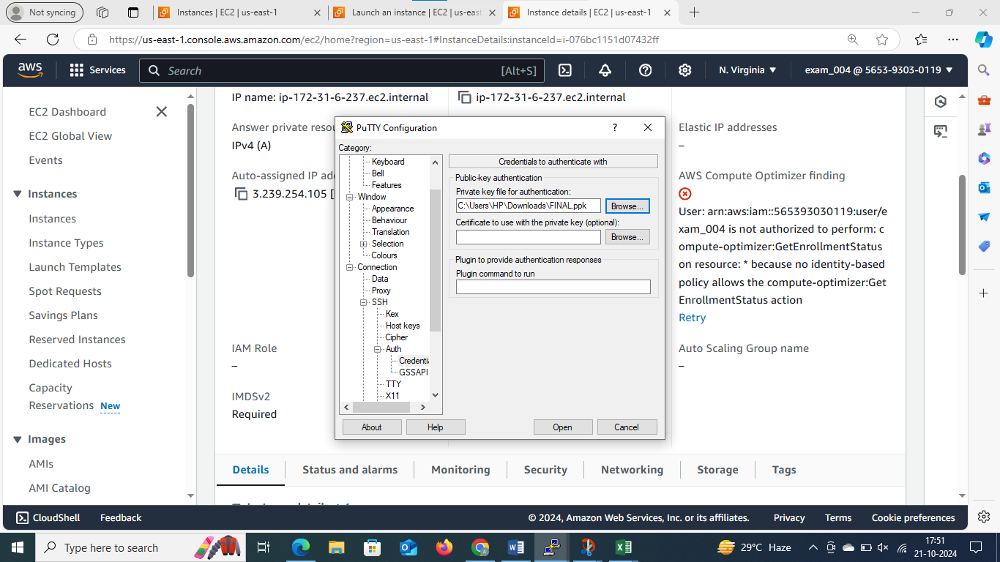 Not syncing
Instances | EC2 | us-east-1
Launch an instance | EC2 | us-east
Instance details | EC2 | us-east-1
https://us-east-1.console.aws.amazon.com/ec2/home?region=us-east-1#InstanceDetails:instanceId=i-076bc1151d07432ff
aws
Services
Search
[Alt+S]
N. Virginia
exam_004 @ 5653-9303-0119
EC2 Dashboard
EC2 Global View
Events
Instances
Instances
Instance Types
Launch Templates
Spot Requests
Savings Plans
Reserved Instances
Dedicated Hosts
Capacity
Reservations New
Images
AMIs
AMI Catalog
IP name: ip-172-31-6-237.ec2.internal
ip-172-31-6-237.ec2.internal
Answer private resou
IPv4 (A)
Auto-assigned IP add
3.239.254.105 [
IAM Role
–
IMDSv2
Required
Elastic IP addresses
–
AWS Compute Optimizer finding
User: arn:aws:iam::565393030119:user/e
xam_004 is not authorized to perform: c
ompute-optimizer:GetEnrollmentStatus
on resource: * because no identity-based
policy allows the compute-optimizer:Get
EnrollmentStatus action
Retry
Auto Scaling Group name
–
PuTTY Configuration
?
Category:
Keyboard
Bell
Features
Window
Appearance
Behaviour
Translation
Selection
Colours
Connection
Data
Proxy
SSH
Kex
Host keys
Cipher
Auth
Credenti
GSSAPI
TTY
X11
Credentials to authenticate with
Public-key authentication
Private key file for authentication:
C:\Users\HP\Downloads\FINAL.ppk
Browse...
Certificate to use with the private key (optional):
Browse...
Plugin to provide authentication responses
Plugin command to run
About
Help
Open
Cancel
Details
Status and alarms
Monitoring
Security
Networking
Storage
Tags
CloudShell
Feedback
© 2024, Amazon Web Services, Inc. or its affiliates.
Privacy
Terms
Cookie preferences
Type here to search
29°C Haze
17:51
21-10-2024